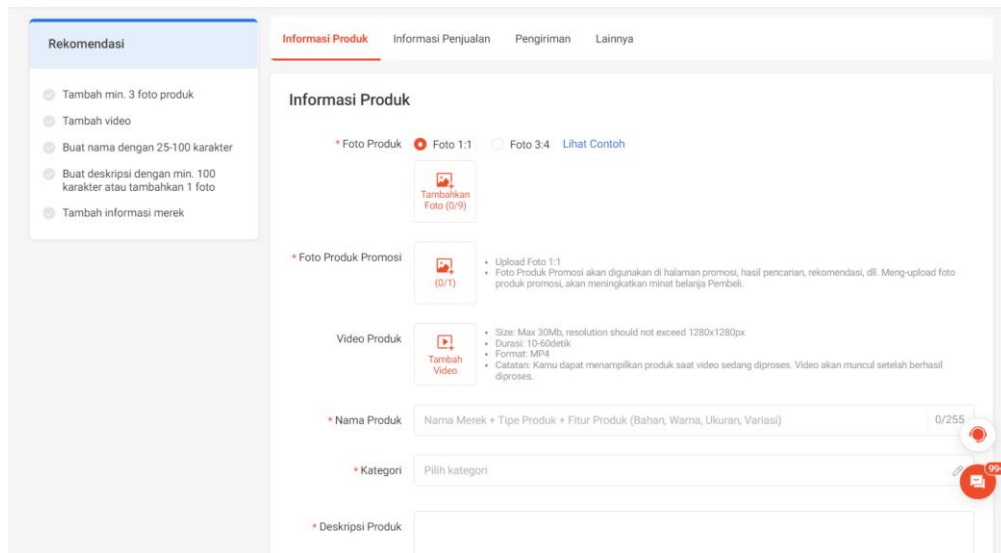 Rekomendasi
Tambah min. 3 foto produk
Tambah video
Buat nama dengan 25-100 karakter
Buat deskripsi dengan min. 100
karakter atau tambahkan 1 foto
Tambah informasi merek
Informasi Produk Informasi Penjualan Pengiriman Lainnya
Informasi Produk
* Foto Produk Foto 1:1 Foto 3:4 Lihat Contoh
Tambahkan
Foto (0/9)
* Foto Produk Promosi
(0/1)
• Upload Foto 1:1
• Foto Produk Promosi akan digunakan di halaman promosi, hasil pencarian, rekomendasi, dll. Meng-upload foto
produk promosi, akan meningkatkan minat belanja Pembeli.
Video Produk
Tambah
Video
• Size: Max 30Mb, resolution should not exceed 1280x1280px
• Durasi: 10-60detik
• Format: MP4
• Catatan: Kamu dapat menampilkan produk saat video sedang diproses. Video akan muncul setelah berhasil
diproses.
* Nama Produk Nama Merek + Tipe Produk + Fitur Produk (Bahan, Warna, Ukuran, Variasi) 0/255
* Kategori Pilih kategori
99+
* Deskripsi Produk